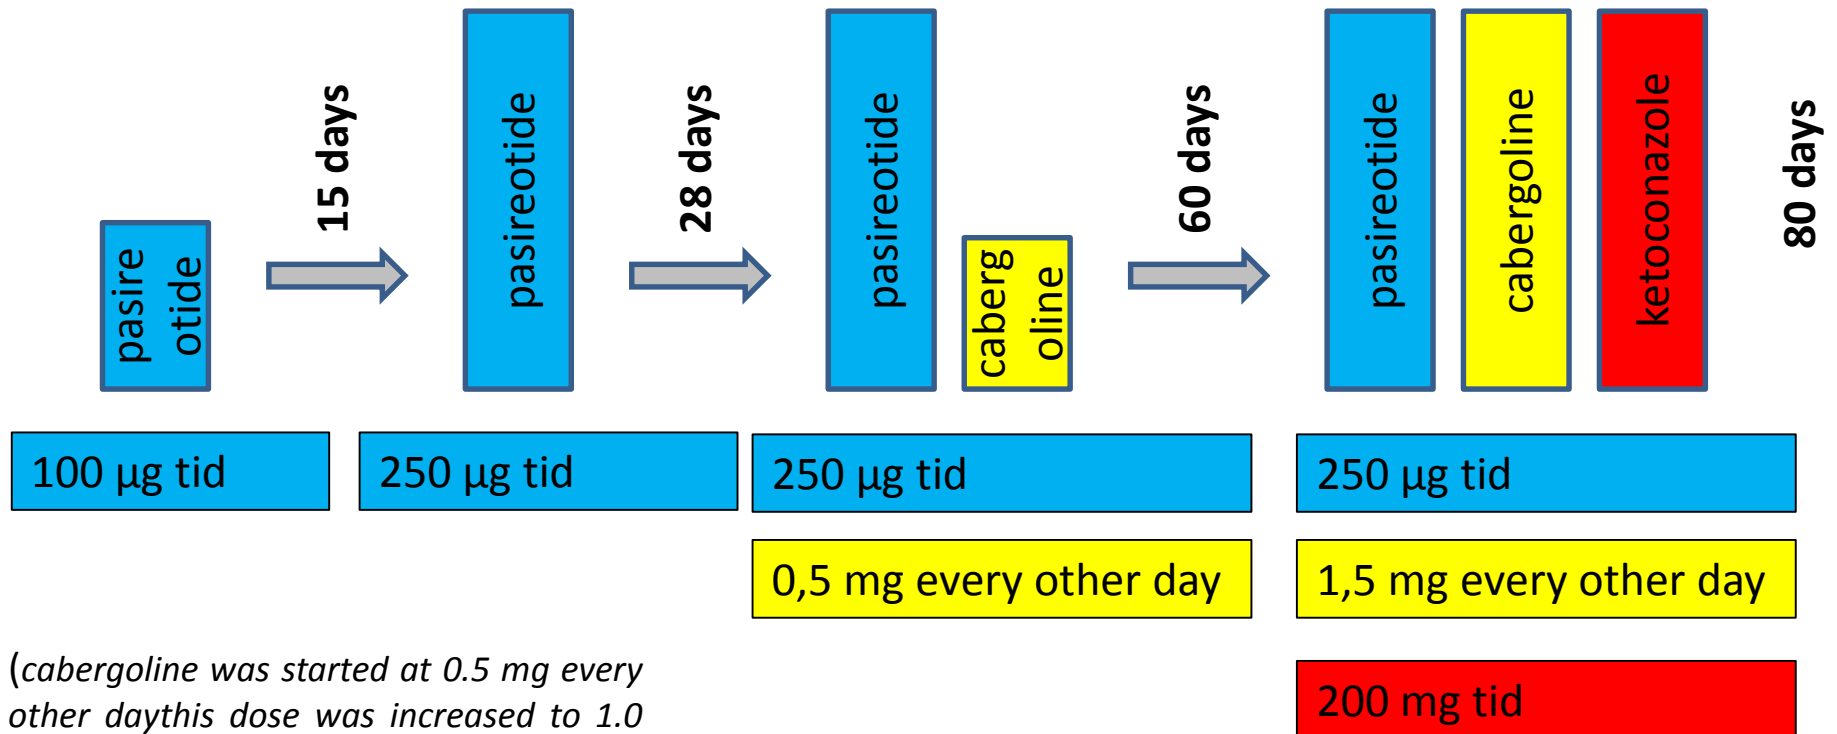 pasire
otide
15 days
pasireotide
28 days
pasireotide
caberg
oline
60 days
pasireotide
cabergoline
ketoconazole
80 days
100 µg tid
250 µg tid
250 µg tid
250 µg tid
0,5 mg every other day
1,5 mg every other day
200 mg tid
(cabergoline was started at 0.5 mg every
other daythis dose was increased to 1.0